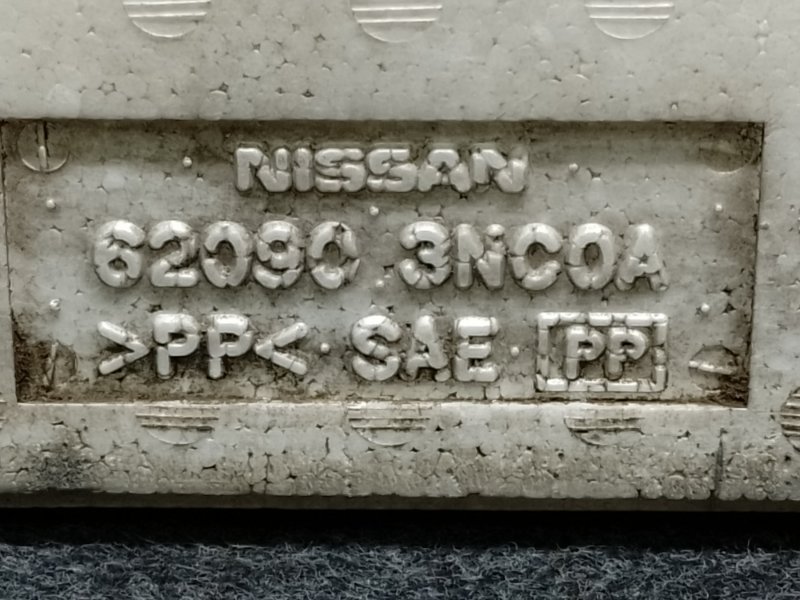 NISSAN
62090 3NC0A
>PP< SAE PP